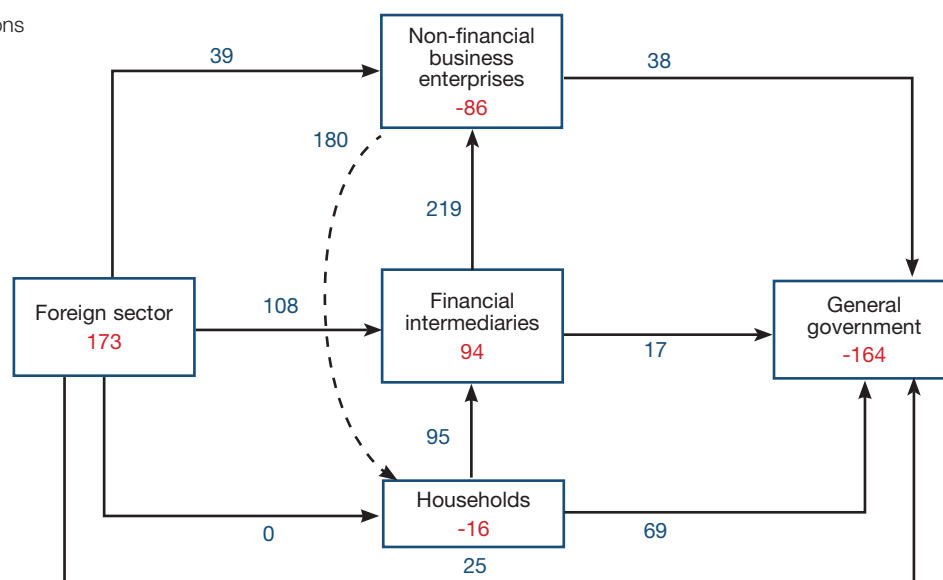 ons
Non-financial
business
enterprises
-86
39
38
180
219
Foreign sector
173
108
Financial
intermediaries
94
17
General
government
-164
95
Households
-16
0
69
25